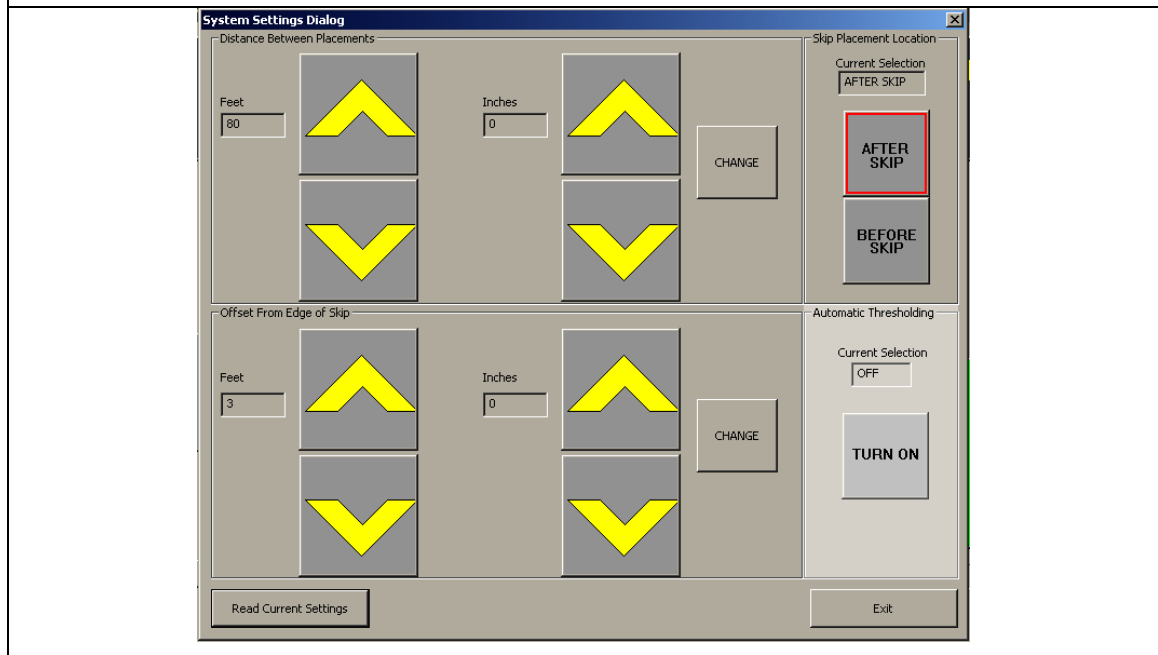 System Settings Dialog
Distance Between Placements
Feet
80
Inches
0
CHANGE
Skip Placement Location
Current Selection
AFTER SKIP
AFTER
SKIP
BEFORE
SKIP
Offset From Edge of Skip
Feet
3
Inches
0
CHANGE
Automatic Thresholding
Current Selection
OFF
TURN ON
Read Current Settings
Exit